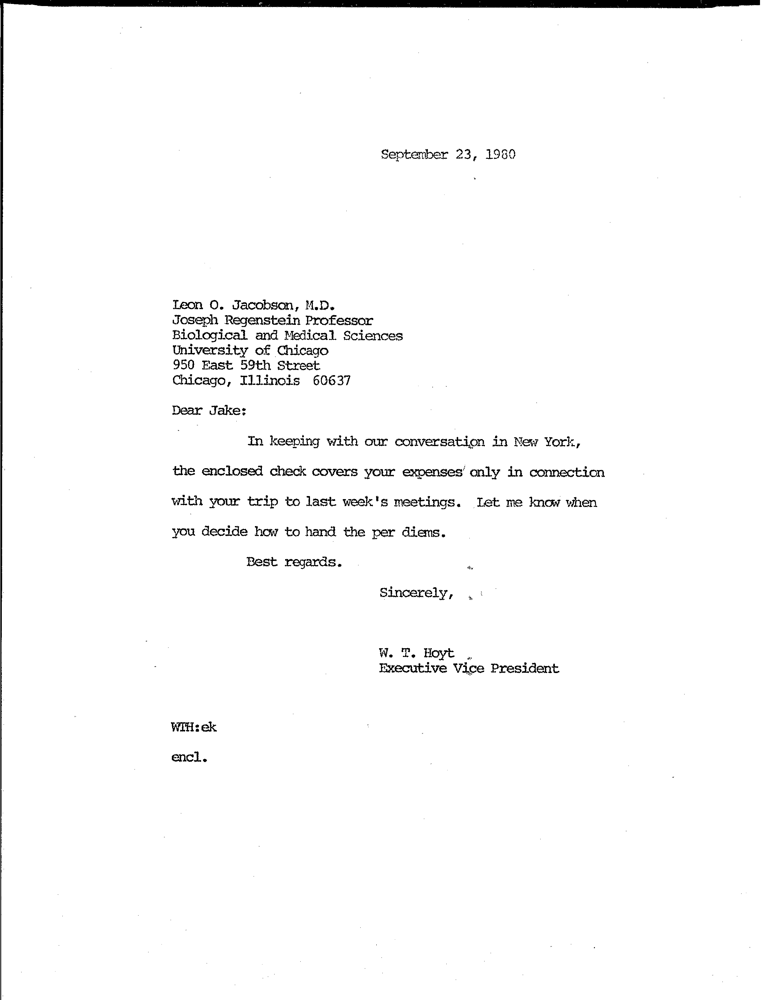 September 23, 1980
Leon O. Jacobson, M.D.
Joseph Regenstein Professor
Biological and Medical Sciences
University of Chicago
950 East 59th Street
Chicago, Illinois 60637
Dear Jake:
In keeping with our conversation in New York,
the enclosed check covers your expenses only in connection
with your trip to last week's meetings. Let me know when
you decide how to hand the per diems.
Best regards.
Sincerely,
W. T. Hoyt
Executive Vice President
WTH:ek
encl.